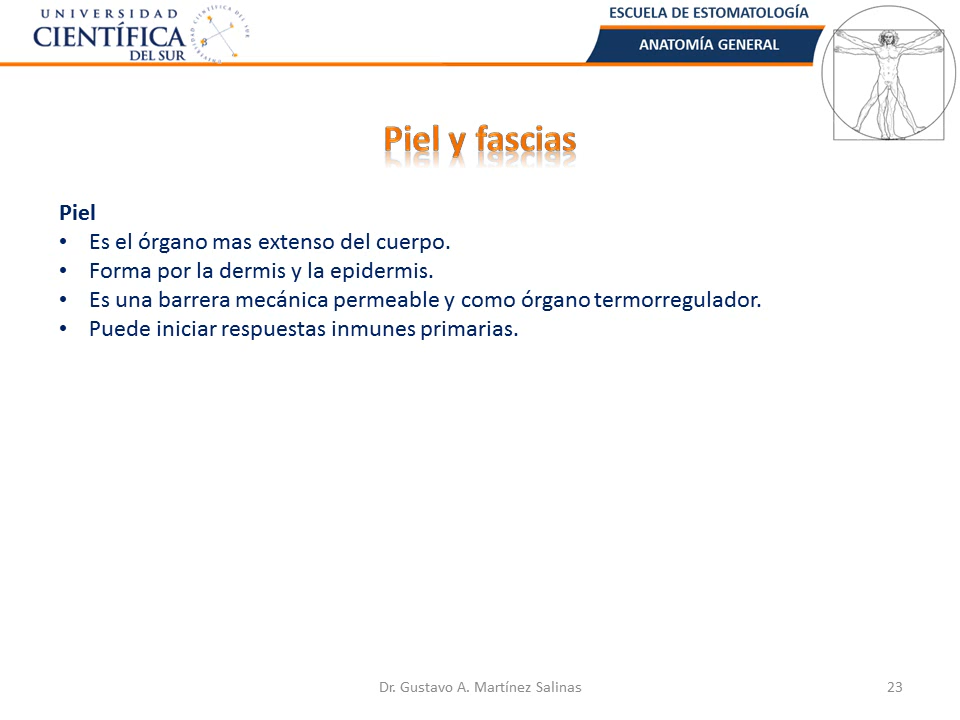 UNIVERSIDAD
CIENTÍFICA
DEL SUR
ESCUELA DE ESTOMATOLOGÍA
ANATOMÍA GENERAL
Piel y fascias
Piel
• Es el órgano mas extenso del cuerpo.
• Forma por la dermis y la epidermis.
• Es una barrera mecánica permeable y como órgano termorregulador.
• Puede iniciar respuestas inmunes primarias.
Dr. Gustavo A. Martínez Salinas
23